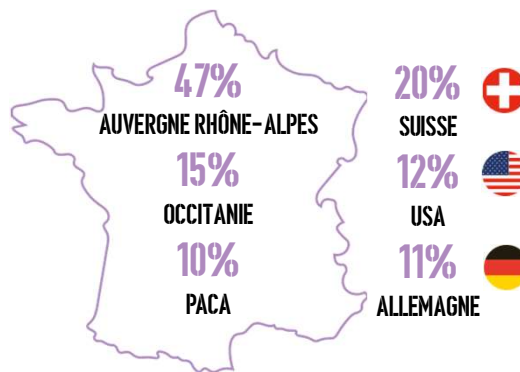 47%
AUVERGNE RHÔNE-ALPES
15%
OCCITANIE
10%
PACA
20%
SUISSE
12%
USA
11%
ALLEMAGNE